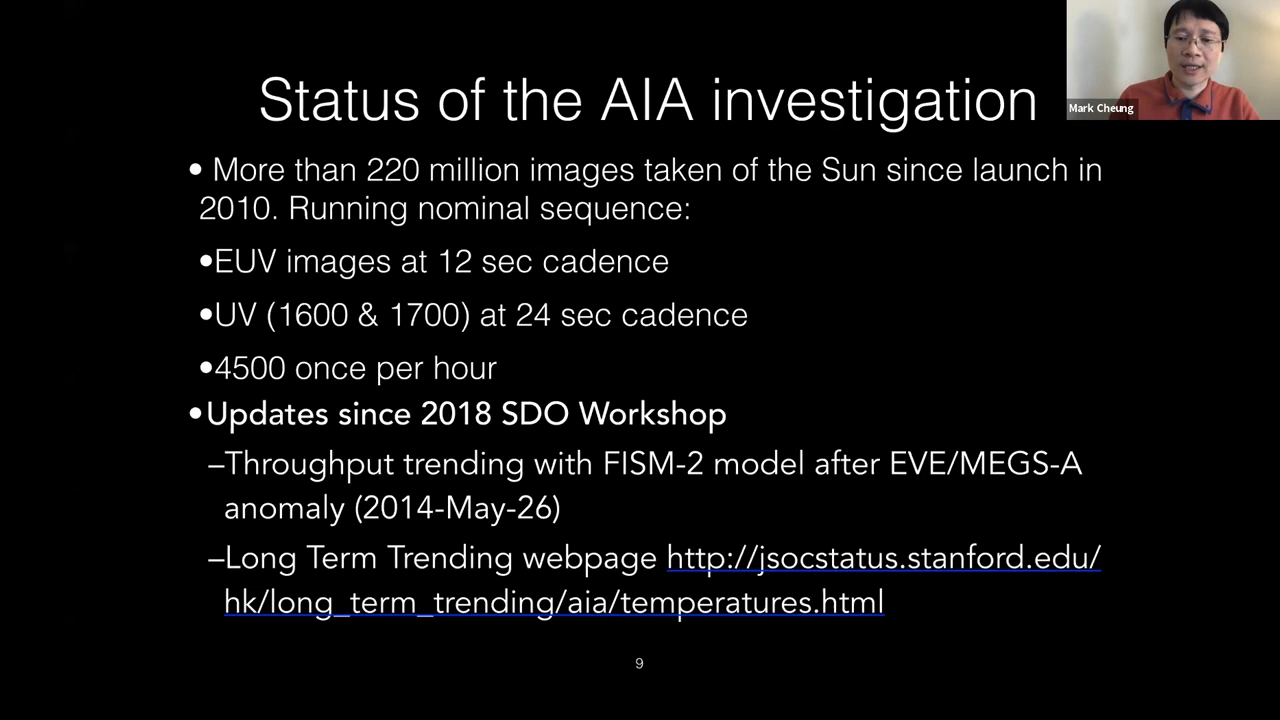 Status of the AIA investigation
Mark Cheung
• More than 220 million images taken of the Sun since launch in
2010. Running nominal sequence:
•EUV images at 12 sec cadence
•UV (1600 & 1700) at 24 sec cadence
•4500 once per hour
•Updates since 2018 SDO Workshop
–Throughput trending with FISM-2 model after EVE/MEGS-A
anomaly (2014-May-26)
–Long Term Trending webpage http://jsocstatus.stanford.edu/
hk/long_term_trending/aia/temperatures.html
9